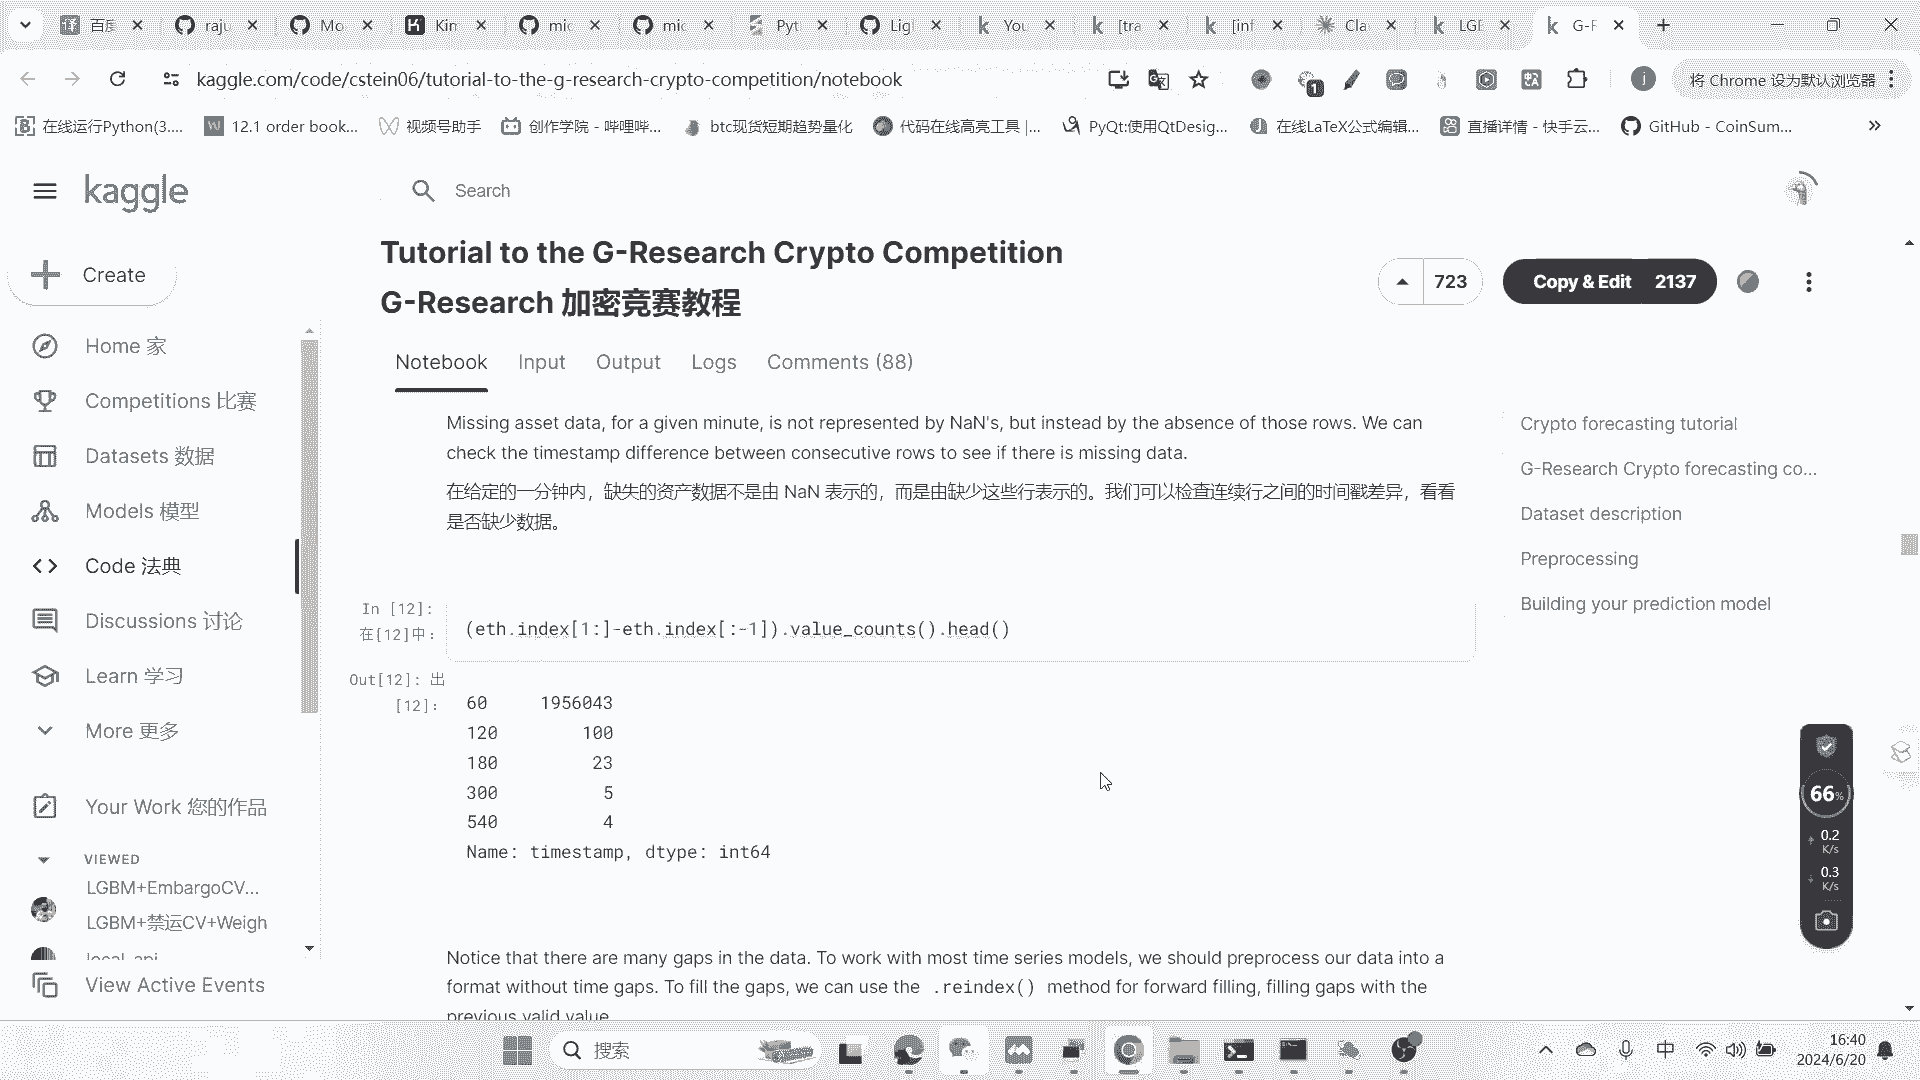 百度
raju
Mo
Kin
mic
mic
Pyt
Ligl
You
[tra
[inf
Cla
LGE
G-F
kaggle.com/code/cstein06/tutorial-to-the-g-research-crypto-competition/notebook
1
j
将 Chrome 设为默认浏览器
在线运行Python(3....
12.1 order book...
视频号助手
创作学院 - 哔哩哔...
btc现货短期趋势量化
代码在线高亮工具 |...
PyQt:使用QtDesig...
在线LaTeX公式编辑...
直播详情 - 快手云...
GitHub - CoinSum...
kaggle
Search
Create
Home 家
Competitions 比赛
Datasets 数据
Models 模型
Code 法典
Discussions 讨论
Learn 学习
More 更多
Your Work 您的作品
VIEWED
LGBM+EmbargoCV...
LGBM+禁运CV+Weigh
local_api
View Active Events
Tutorial to the G-Research Crypto Competition
G-Research 加密竞赛教程
723
Copy & Edit 2137
Notebook
Input
Output
Logs
Comments (88)
Missing asset data, for a given minute, is not represented by NaN's, but instead by the absence of those rows. We can
check the timestamp difference between consecutive rows to see if there is missing data.
在给定的一分钟内，缺失的资产数据不是由 NaN 表示的，而是由缺少这些行表示的。我们可以检查连续行之间的时间戳差异，看看
是否缺少数据。
In [12]:
在[12]中：
(eth.index[1:]-eth.index[:-1]).value_counts().head()
Out[12]: 出
[12]:
60 1956043
120 100
180 23
300 5
540 4
Name: timestamp, dtype: int64
Notice that there are many gaps in the data. To work with most time series models, we should preprocess our data into a
format without time gaps. To fill the gaps, we can use the .reindex() method for forward filling, filling gaps with the
previous valid value.
Crypto forecasting tutorial
G-Research Crypto forecasting co...
Dataset description
Preprocessing
Building your prediction model
66%
0.2
K/s
0.3
K/s
搜索
中
16:40
2024/6/20